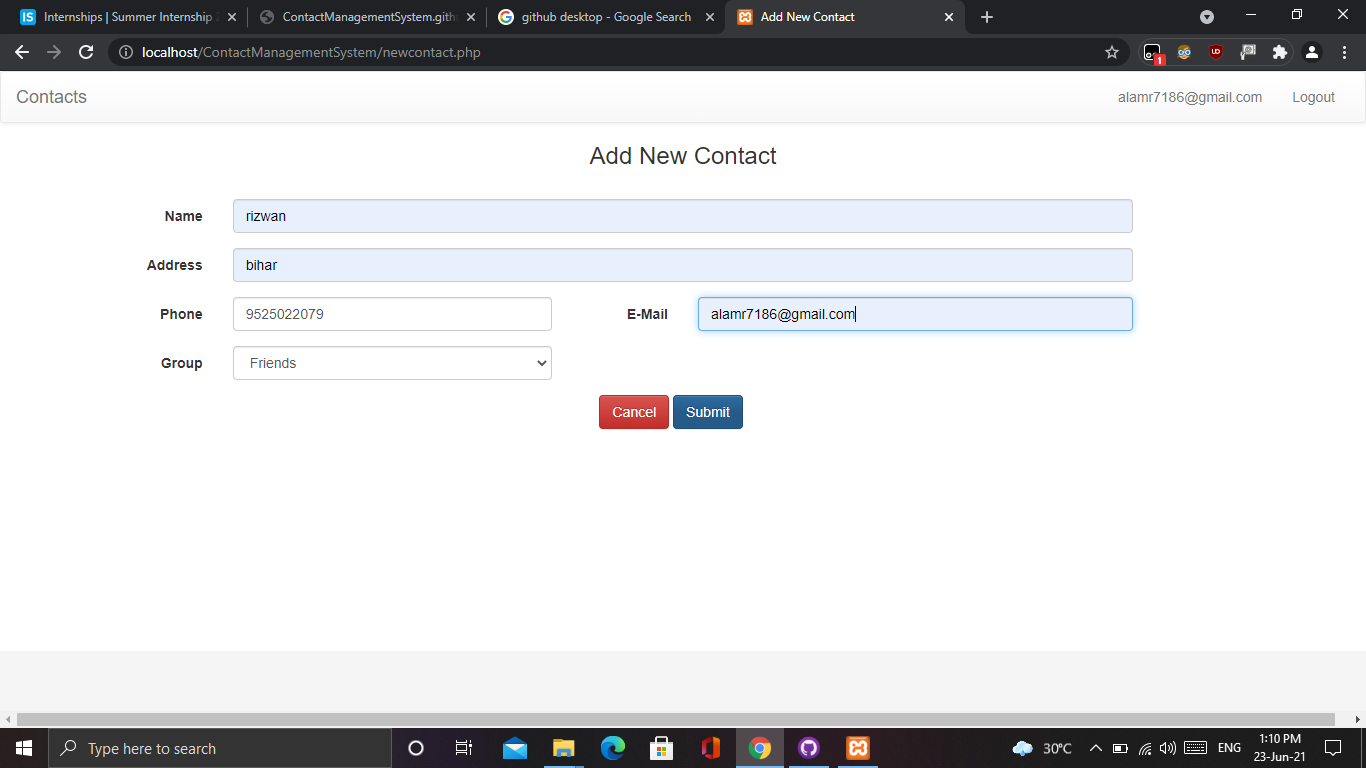 IS Internships | Summer Internship
ContactManagementSystem.gith
github desktop - Google Search
Add New Contact
localhost/ContactManagementSystem/newcontact.php
1
Contacts
alamr7186@gmail.com
Logout
Add New Contact
Name
rizwan
Address
bihar
Phone
9525022079
E-Mail
alamr7186@gmail.com
Group
Friends
Cancel
Submit
Type here to search
30°C
ENG
1:10 PM
23-Jun-21